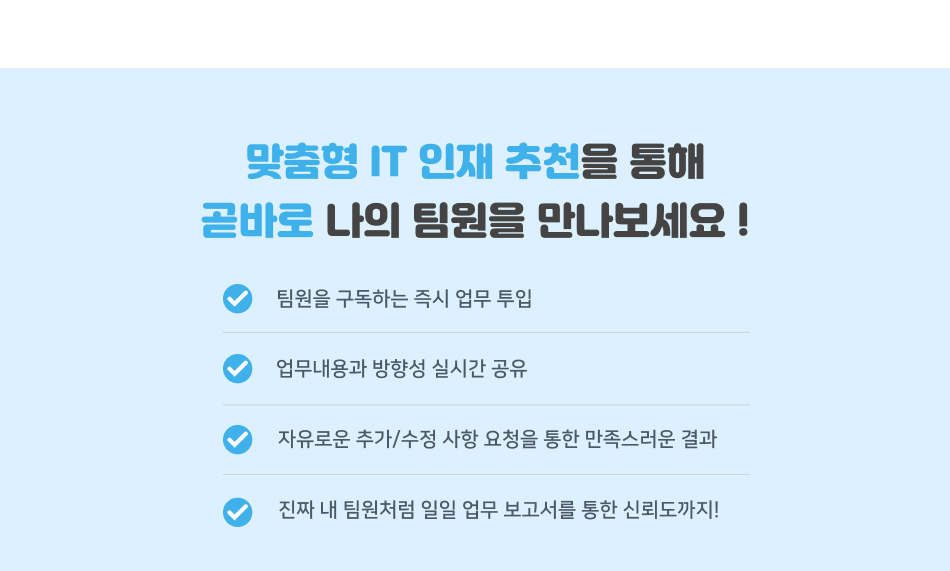 맞춤형 IT 인재 추천을 통해
곧바로 나의 팀원을 만나보세요 !
팀원을 구독하는 즉시 업무 투입
업무내용과 방향성 실시간 공유
자유로운 추가/수정 사항 요청을 통한 만족스러운 결과
진짜 내 팀원처럼 일일 업무 보고서를 통한 신뢰도까지!